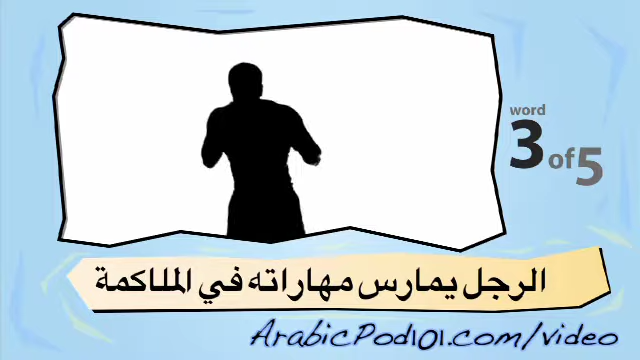 word
3 of 5
الرجل يمارس مهاراته في الملاكمة
ArabicPod101.com/video